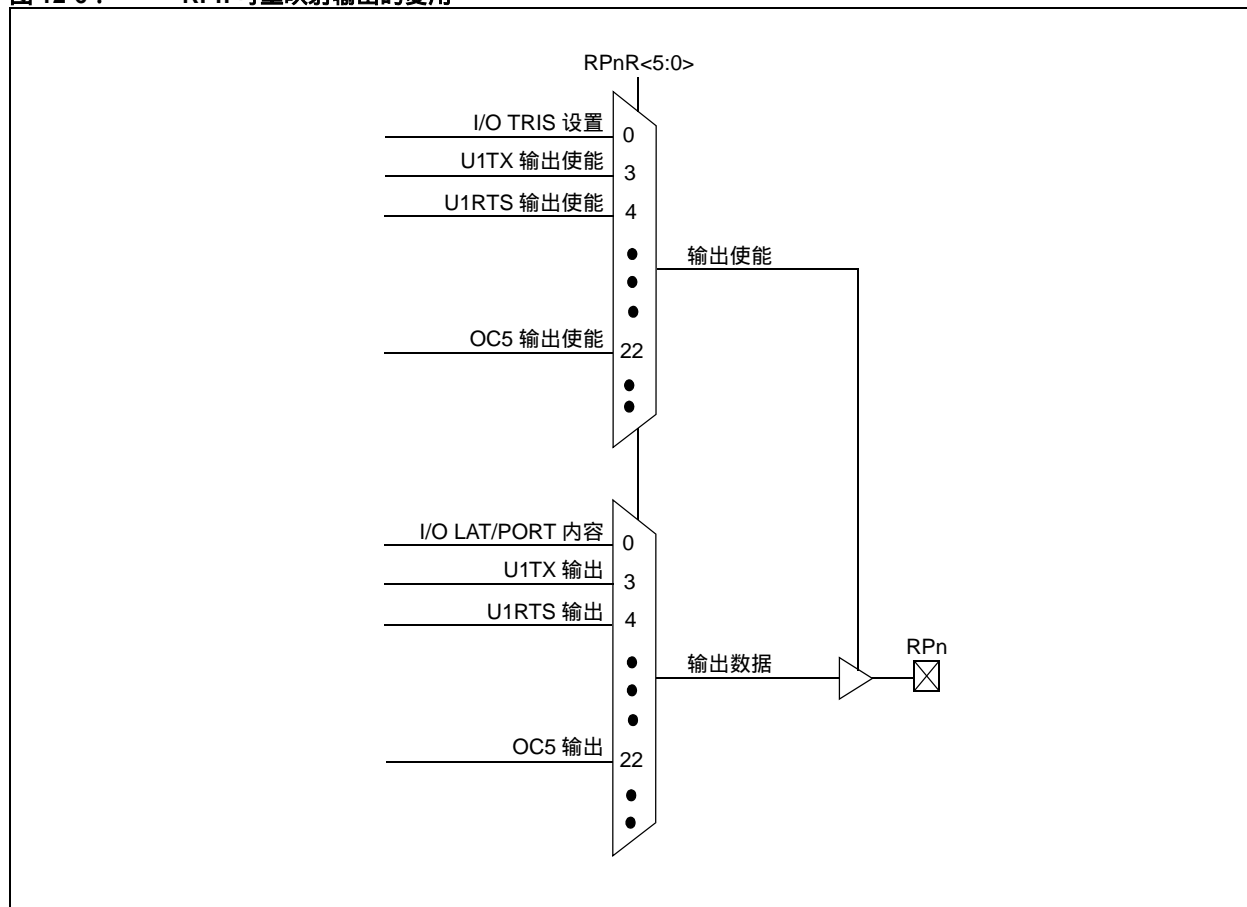 RPnR<5:0>
I/O TRIS 设置
0
U1TX 输出使能
3
U1RTS 输出使能
4
输出使能
OC5 输出使能
22
I/O LAT/PORT 内容
0
U1TX 输出
3
U1RTS 输出
4
RPn
输出数据
OC5 输出
22